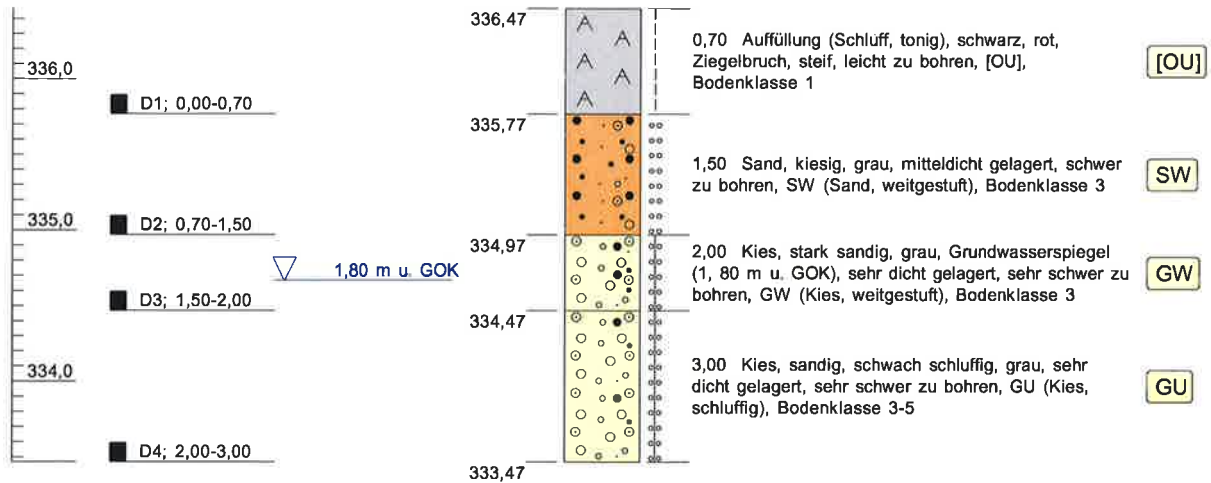 336,47
0,70 Auffüllung (Schluff, tonig), schwarz, rot,
Ziegelbruch, steif, leicht zu bohren, [OU],
Bodenklasse 1
[OU]
336,0
D1; 0,00-0,70
335,77
1,50 Sand, kiesig, grau, mitteldicht gelagert, schwer
zu bohren, SW (Sand, weitgestuft), Bodenklasse 3
SW
335,0
D2; 0,70-1,50
334,97
2,00 Kies, stark sandig, grau, Grundwasserspiegel
(1, 80 m u. GOK), sehr dicht gelagert, sehr schwer zu
bohren, GW (Kies, weitgestuft), Bodenklasse 3
GW
1,80 m u. GOK
D3; 1,50-2,00
334,47
3,00 Kies, sandig, schwach schluffig, grau, sehr
dicht gelagert, sehr schwer zu bohren, GU (Kies,
schluffig), Bodenklasse 3-5
GU
334,0
D4; 2,00-3,00
333,47